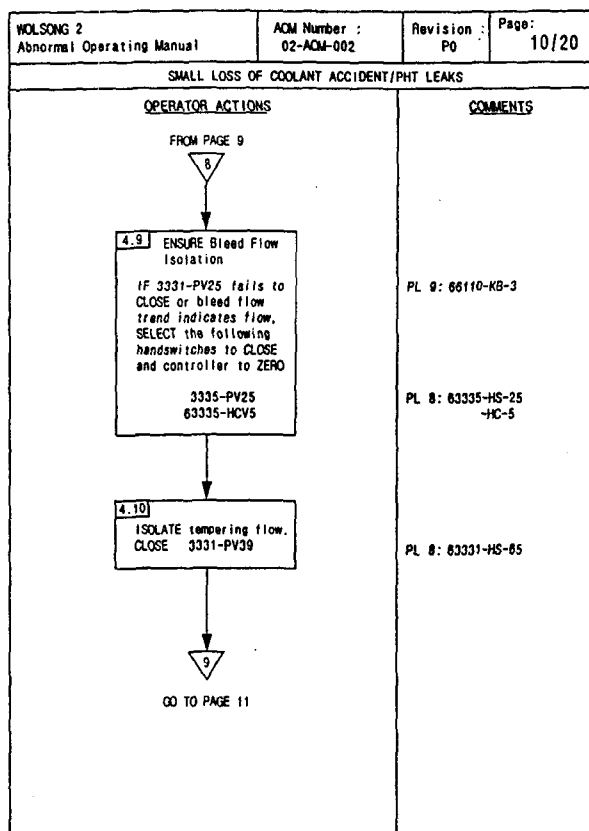 WOLSONG 2
Abnormal Operating Manual
AOM Number :
02-AOM-002
Revision :
P0
Page:
10/20
SMALL LOSS OF COOLANT ACCIDENT/PHT LEAKS
OPERATOR ACTIONS
COMMENTS
FROM PAGE 9
8
4.9 ENSURE Bleed Flow
Isolation
IF 3331-PV25 fails to
CLOSE or bleed flow
trend indicates flow,
SELECT the following
handswitches to CLOSE
and controller to ZERO
PL 9: 66110-KB-3
3335-PV25
63335-HCV5
PL 8: 63335-HS-25
-HC-5
4.10
ISOLATE tempering flow.
CLOSE 3331-PV39
PL 8: 63331-HS-65
9
GO TO PAGE 11